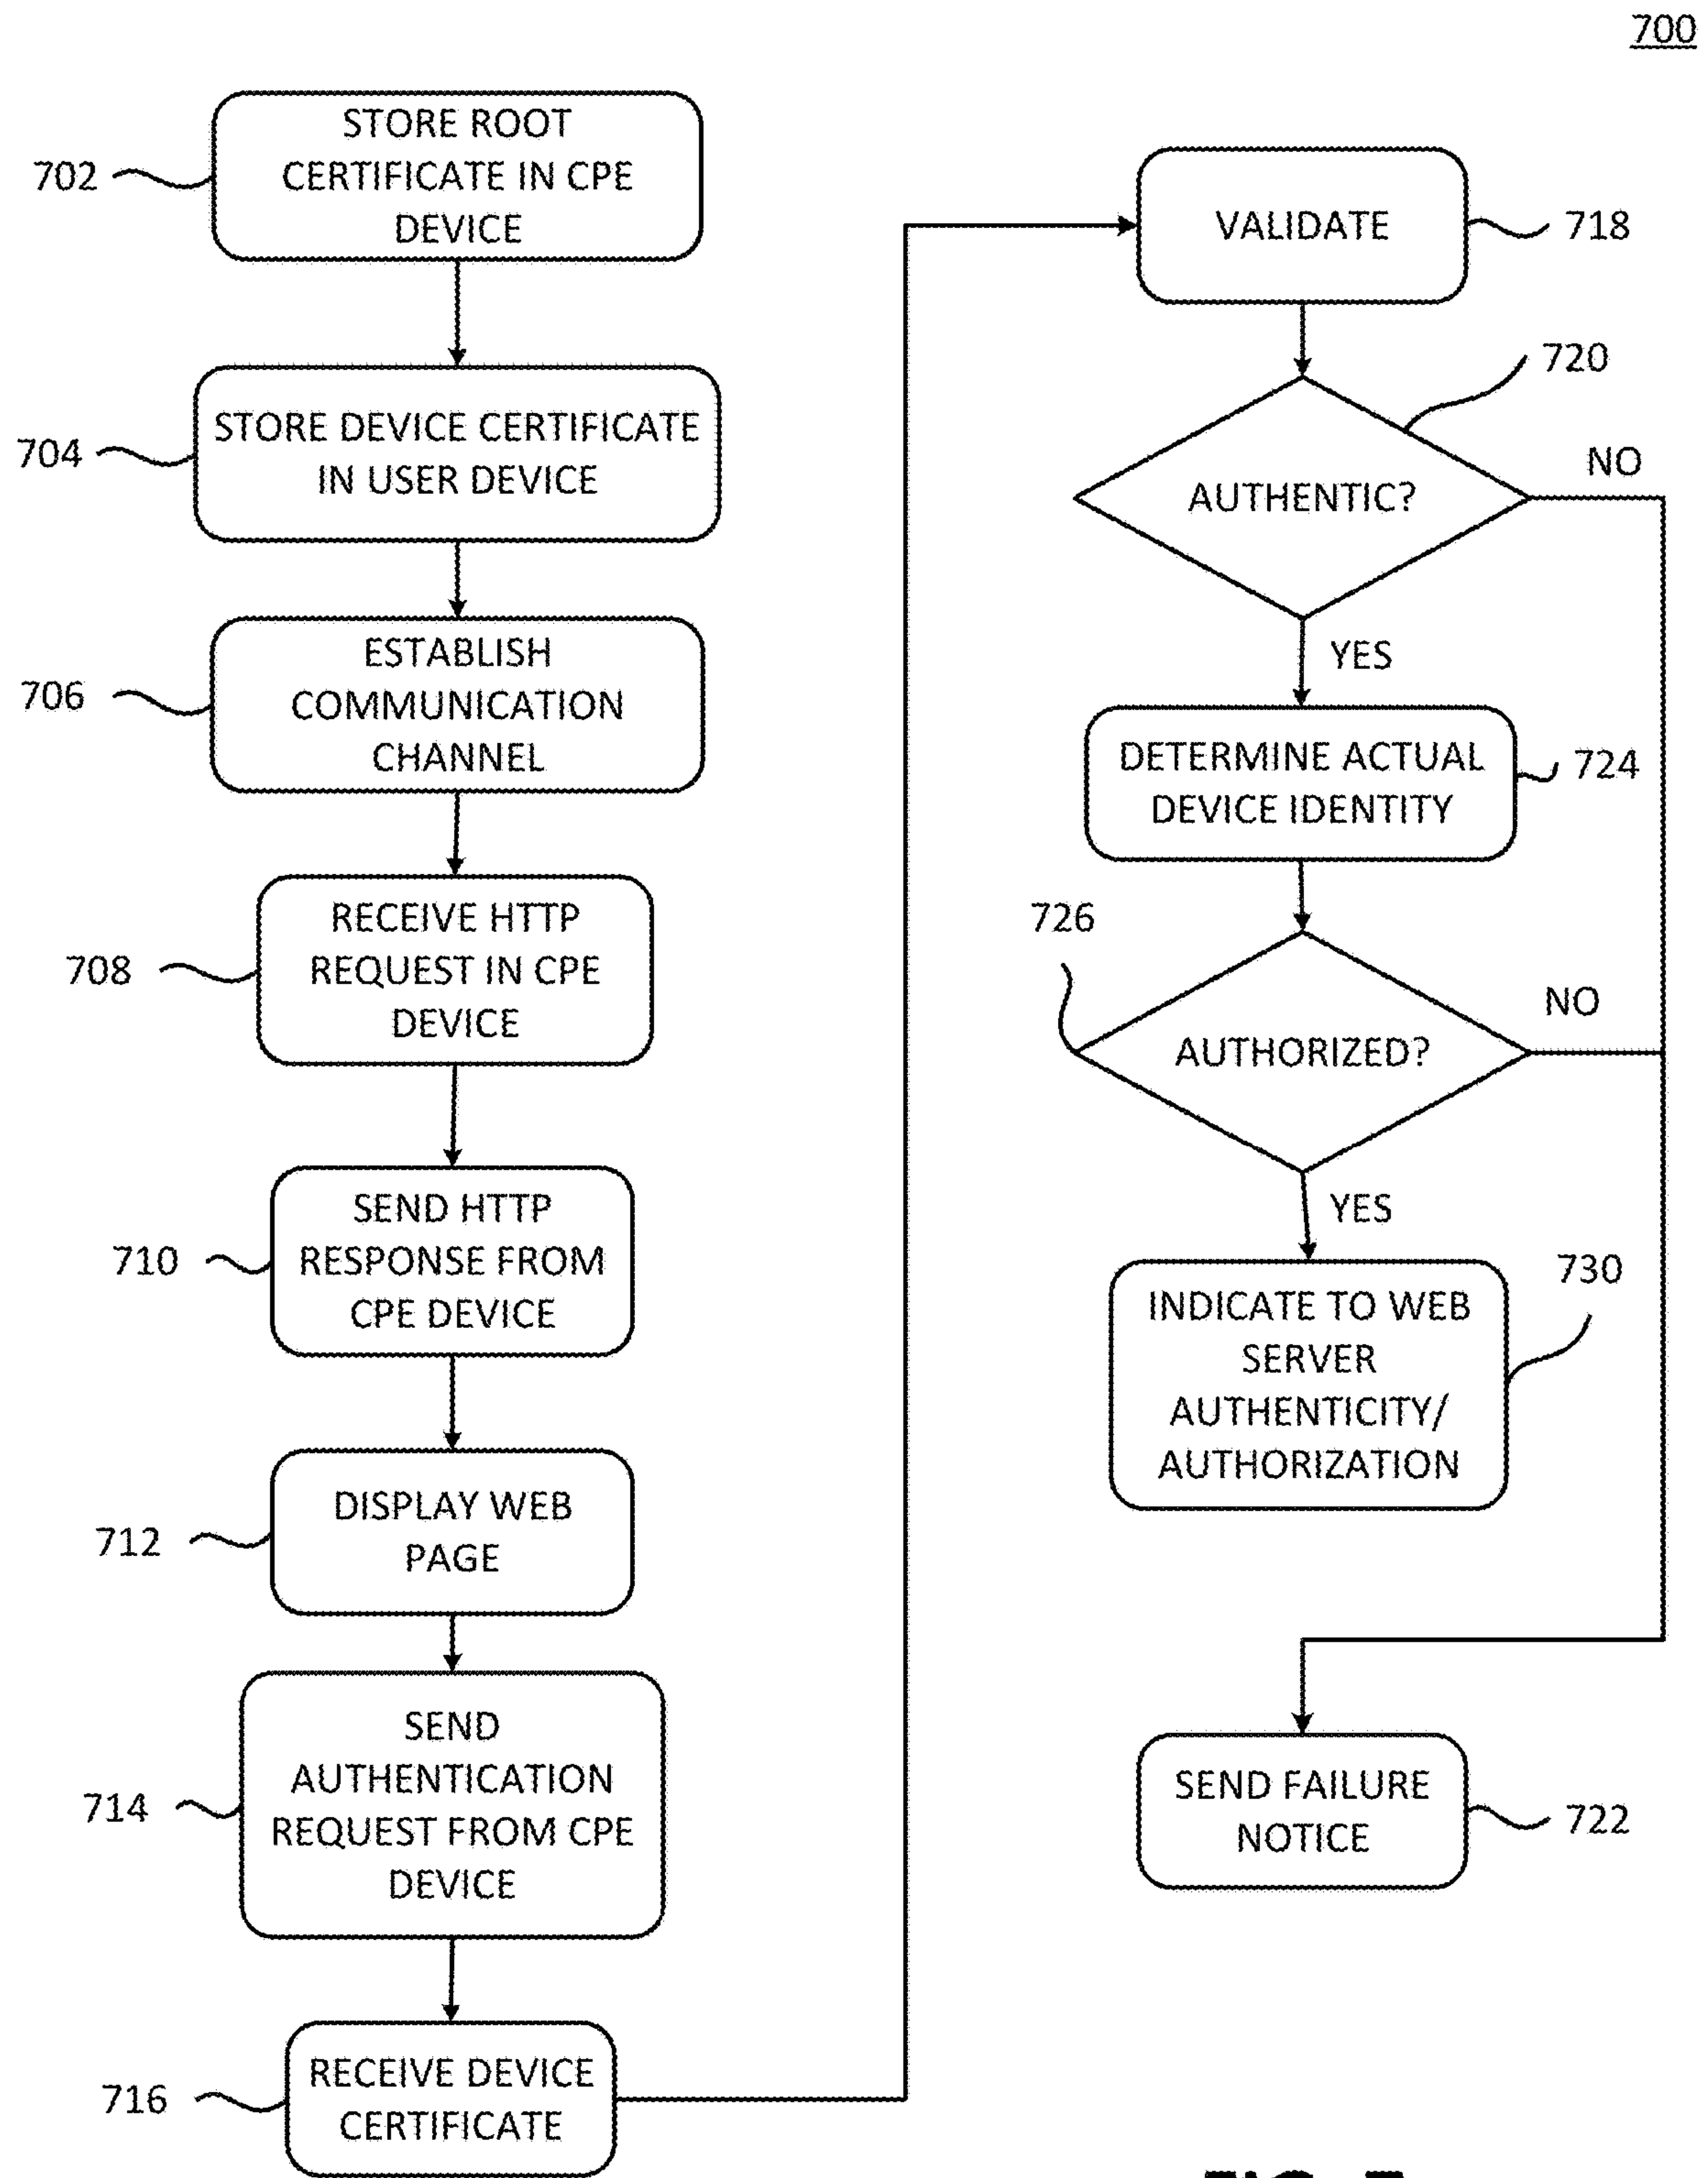 700
STORE ROOT
CERTIFICATE IN CPE
DEVICE
702
STORE DEVICE CERTIFICATE
IN USER DEVICE
704
ESTABLISH
COMMUNICATION
CHANNEL
706
RECEIVE HTTP
REQUEST IN CPE
DEVICE
708
SEND HTTP
RESPONSE FROM
CPE DEVICE
710
DISPLAY WEB
PAGE
712
SEND
AUTHENTICATION
REQUEST FROM CPE
DEVICE
714
RECEIVE DEVICE
CERTIFICATE
716
VALIDATE
718
720
AUTHENTIC?
NO
YES
DETERMINE ACTUAL
DEVICE IDENTITY
724
726
AUTHORIZED?
NO
YES
INDICATE TO WEB
SERVER
AUTHENTICITY/
AUTHORIZATION
730
SEND FAILURE
NOTICE
722